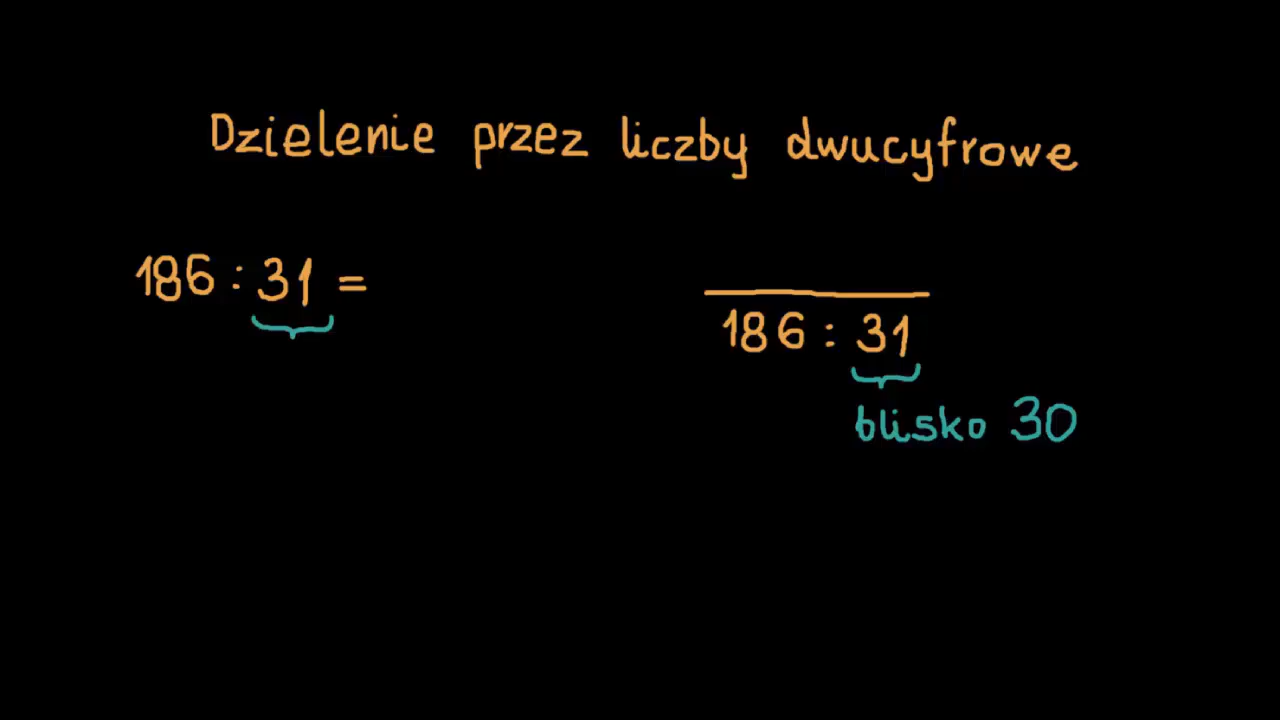 Dzielenie przez liczby dwucyfrowe
186 : 31 =
186 : 31
blisko 30